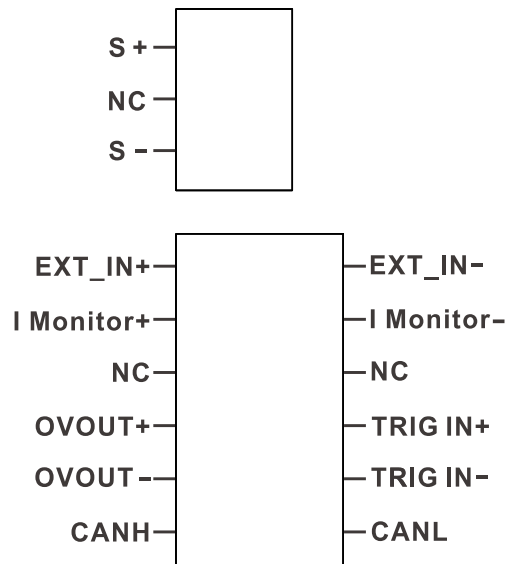 S +
NC
S -
EXT_IN+ EXT_IN-
I Monitor+ I Monitor-
NC NC
OVOUT+ TRIG IN+
OVOUT- TRIG IN-
CANH CANL